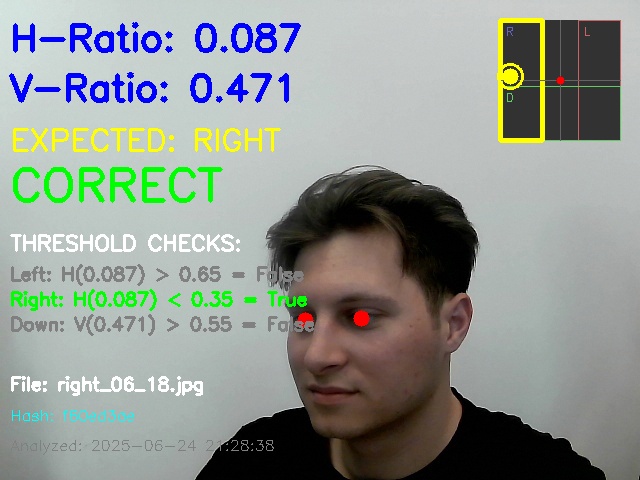 H-Ratio: 0.087
V-Ratio: 0.471
EXPECTED: RIGHT
CORRECT
THRESHOLD CHECKS:
Left: H(0.087) > 0.65 = False
Right: H(0.087) < 0.35 = True
Down: V(0.471) > 0.55 = False
File: right_06_18.jpg
Hash: f60ed3ae
Analyzed: 2025-06-24 21:28:38
R
L
D